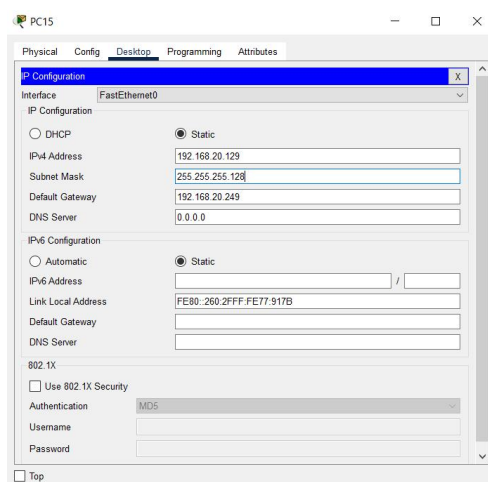 PC15
Physical Config Desktop Programming Attributes
IP Configuration X
Interface FastEthernet0
IP Configuration
DHCP Static
IPv4 Address 192.168.20.129
Subnet Mask 255.255.255.128
Default Gateway 192.168.20.249
DNS Server 0.0.0.0
IPv6 Configuration
Automatic Static
IPv6 Address /
Link Local Address FE80::260:2FFF:FE77:917B
Default Gateway
DNS Server
802.1X
Use 802.1X Security
Authentication MD5
Username
Password
Top